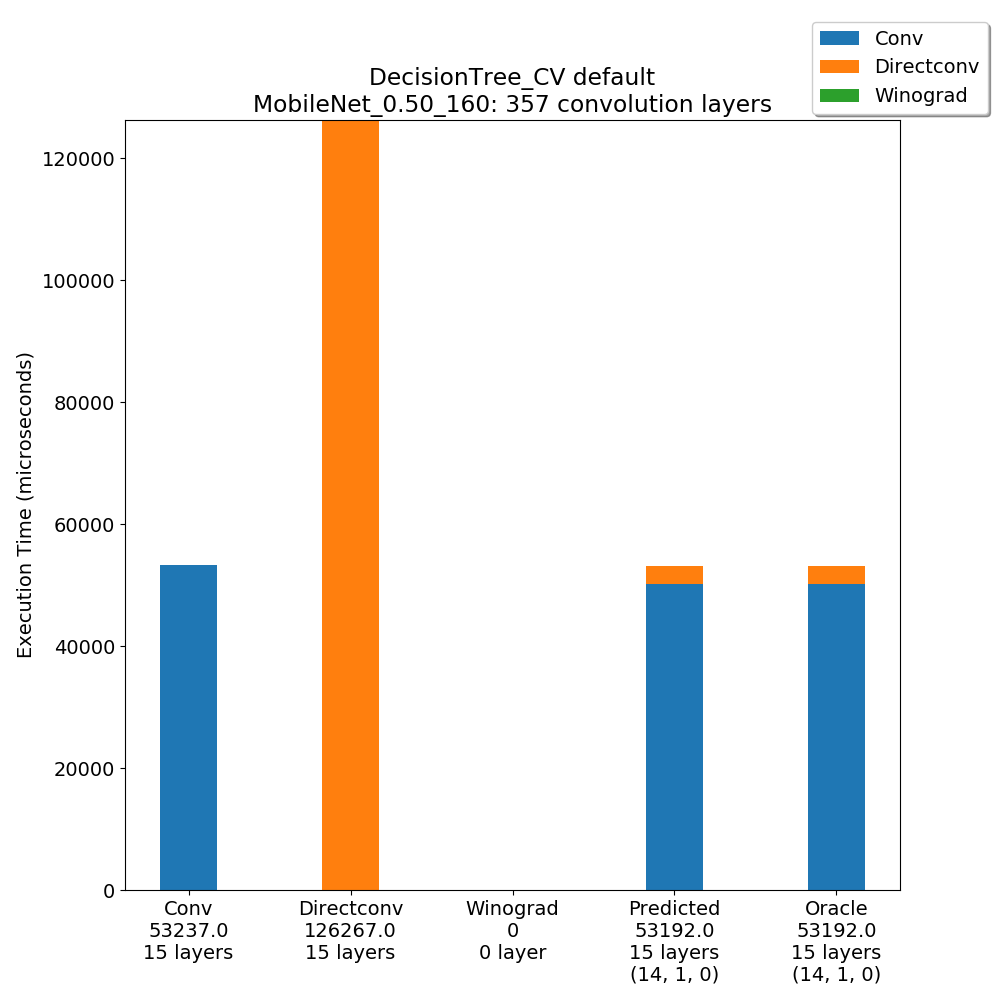 Conv
Directconv
Winograd
DecisionTree_CV default
MobileNet_0.50_160: 357 convolution layers
Execution Time (microseconds)
120000
100000
80000
60000
40000
20000
0
Conv
53237.0
15 layers
Directconv
126267.0
15 layers
Winograd
0
0 layer
Predicted
53192.0
15 layers
(14, 1, 0)
Oracle
53192.0
15 layers
(14, 1, 0)